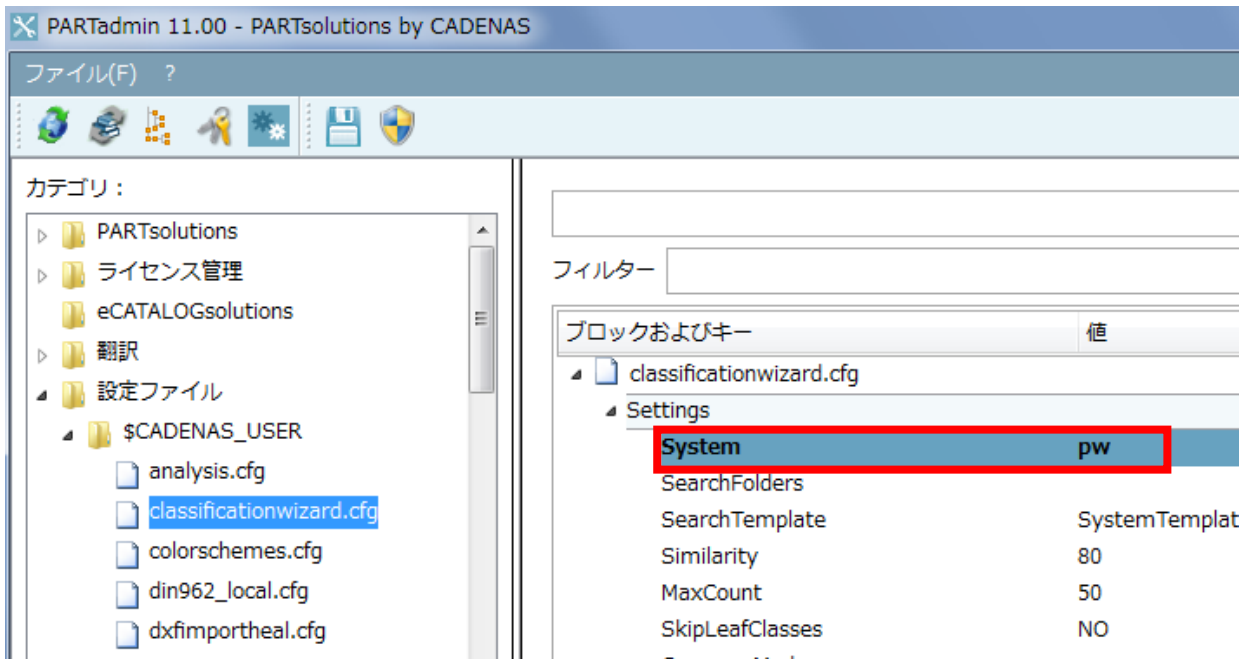 PARTadmin 11.00 - PARTsolutions by CADENAS
ファイル(F) ?
カテゴリ：
PARTsolutions
ライセンス管理
eCATALOGsolutions
翻訳
設定ファイル
$CADENAS_USER
analysis.cfg
classificationwizard.cfg
colorschemes.cfg
din962_local.cfg
dxfimportheal.cfg
フィルター
ブロックおよびキー 値
classificationwizard.cfg
Settings
System pw
SearchFolders
SearchTemplate SystemTemplat
Similarity 80
MaxCount 50
SkipLeafClasses NO